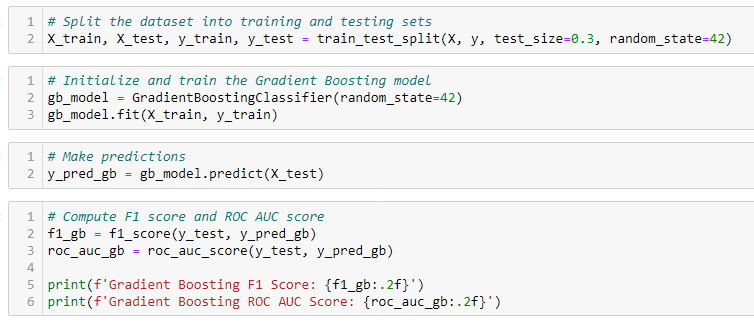 1 # Split the dataset into training and testing sets
2 X_train, X_test, y_train, y_test = train_test_split(X, y, test_size=0.3, random_state=42)
1 # Initialize and train the Gradient Boosting model
2 gb_model = GradientBoostingClassifier(random_state=42)
3 gb_model.fit(X_train, y_train)
1 # Make predictions
2 y_pred_gb = gb_model.predict(X_test)
1 # Compute F1 score and ROC AUC score
2 f1_gb = f1_score(y_test, y_pred_gb)
3 roc_auc_gb = roc_auc_score(y_test, y_pred_gb)
4
5 print(f'Gradient Boosting F1 Score: {f1_gb:.2f}')
6 print(f'Gradient Boosting ROC AUC Score: {roc_auc_gb:.2f}')